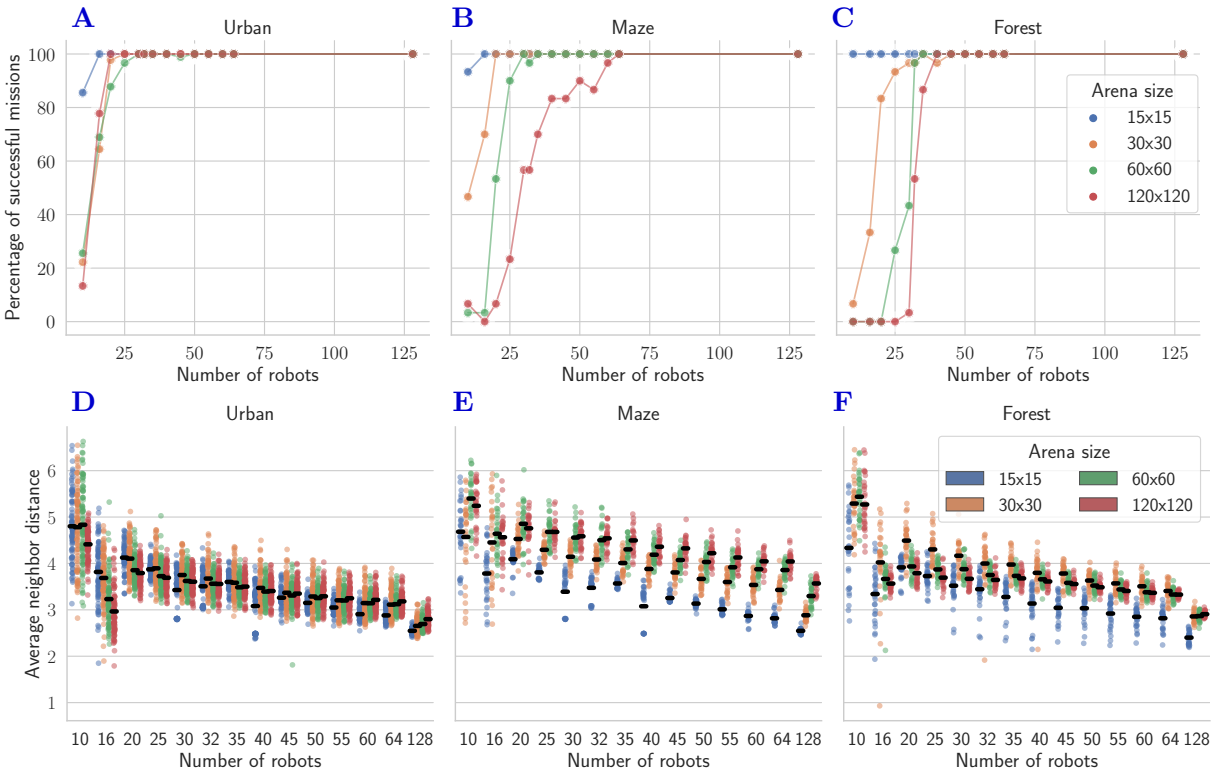 A
Urban
B
Maze
C
Forest
Percentage of successful missions
100
80
60
40
20
0
25
50
75
100
125
Number of robots
25
50
75
100
125
Number of robots
Arena size
15x15
30x30
60x60
120x120
25
50
75
100
125
Number of robots
D
Urban
E
Maze
F
Forest
Average neighbor distance
6
5
4
3
2
1
10 16 20 25 30 32 35 40 45 50 55 60 64 128
Number of robots
10 16 20 25 30 32 35 40 45 50 55 60 64 128
Number of robots
Arena size
15x15 60x60
30x30 120x120
10 16 20 25 30 32 35 40 45 50 55 60 64 128
Number of robots